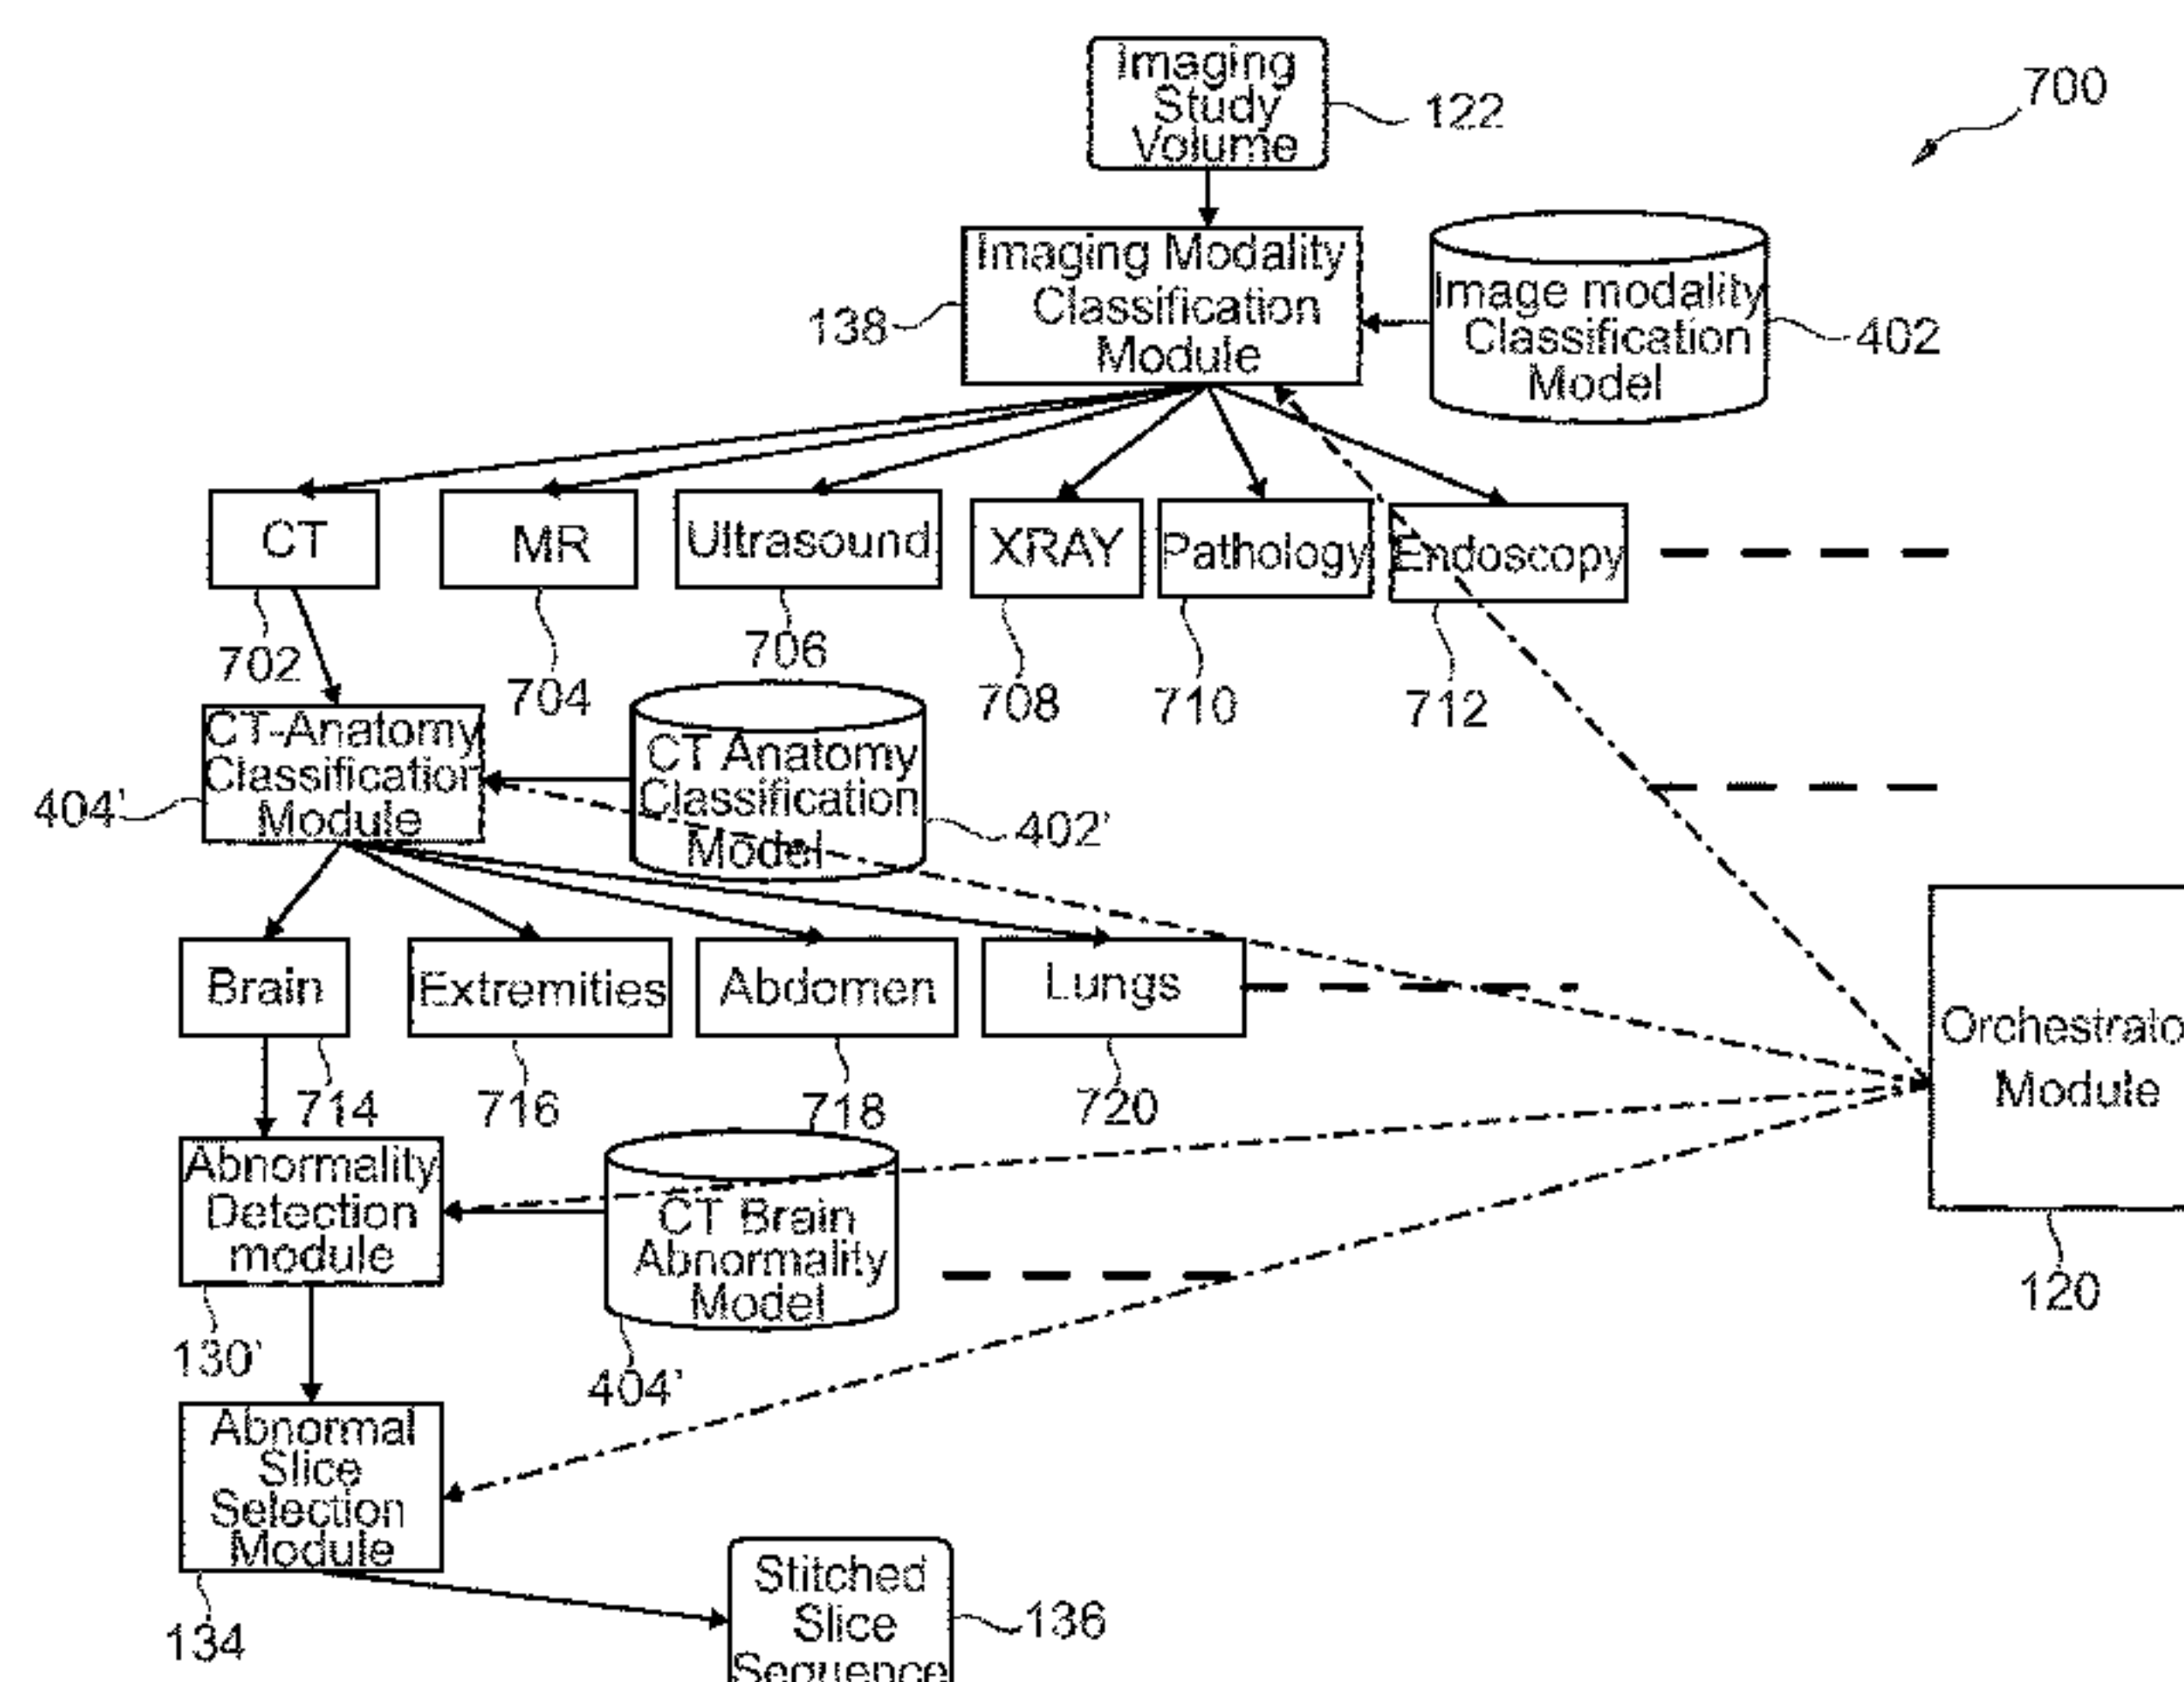 Imaging
Study
Volume
122
700
Imaging Modality
Classification
Module
138
Image modality
Classification
Model
402
CT
MR
Ultrasound
XRAY
Pathology
Endoscopy
702
704
706
708
710
712
CT-Anatomy
Classification
Module
404'
CT Anatomy
Classification
Model
402'
Brain
Extremities
Abdomen
Lungs
714
716
718
720
Orchestrato
Module
120
Abnormality
Detection
module
130'
CT Brain
Abnormality
Model
404'
Abnormal
Slice
Selection
Module
134
Stitched
Slice
Sequence
136